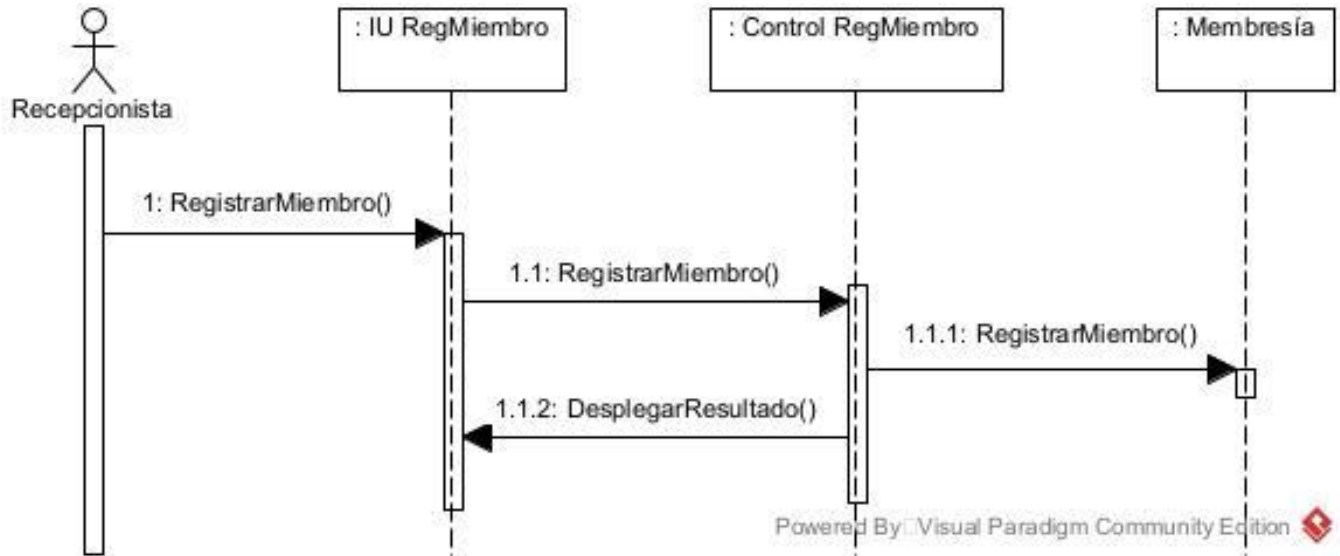 : IU RegMiembro
: Control RegMiembro
: Membresía
Recepcionista
1: RegistrarMiembro()
1.1: RegistrarMiembro()
1.1.1: RegistrarMiembro()
1.1.2: DesplegarResultado()
Powered By Visual Paradigm Community Edition